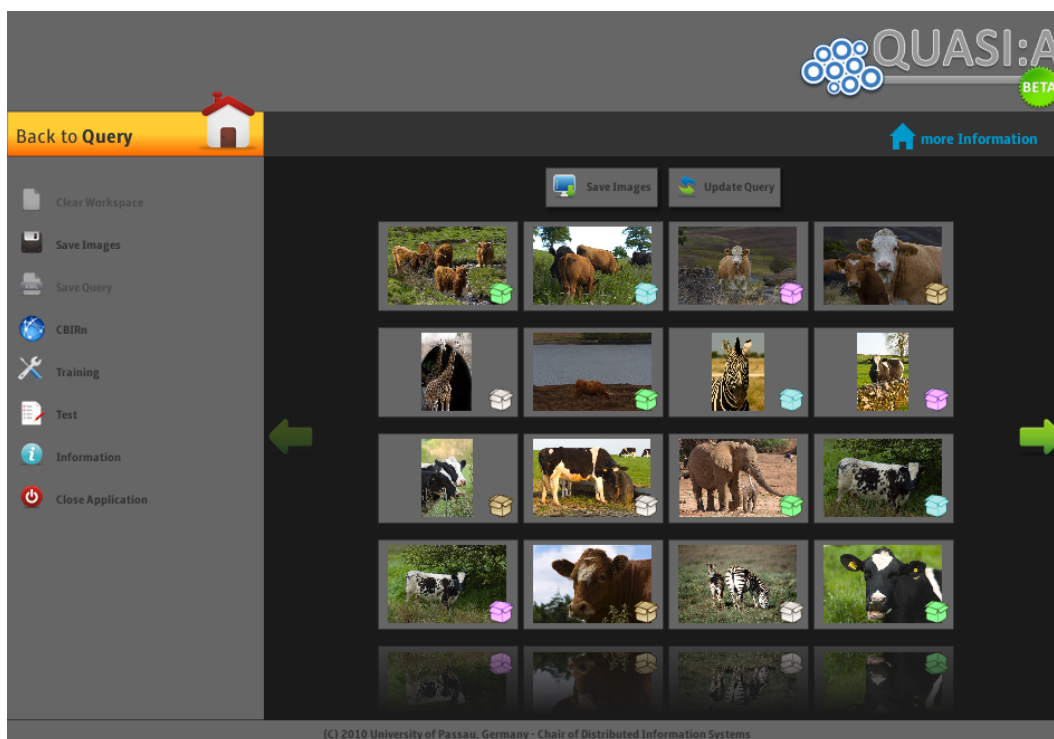 QUASI:A
BETA
Back to Query
more Information
Save Images
Update Query
Clear Workspace
Save Images
Save Query
CBIRn
Training
Test
Information
Close Application
(C) 2010 University of Passau, Germany - Chair of Distributed Information Systems